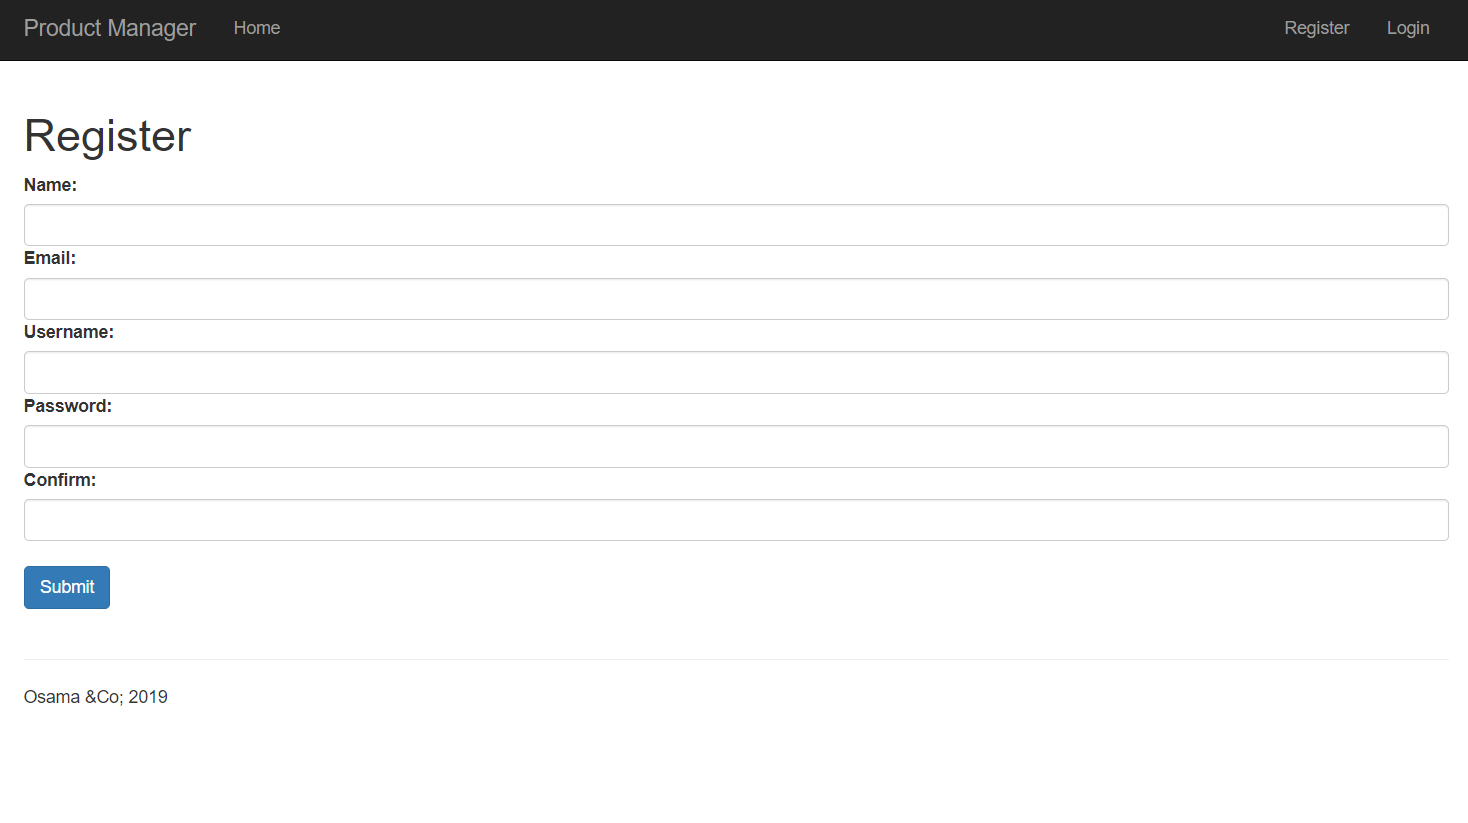 Product Manager Home Register Login
Register
Name:
Email:
Username:
Password:
Confirm:
Submit
Osama &Co; 2019